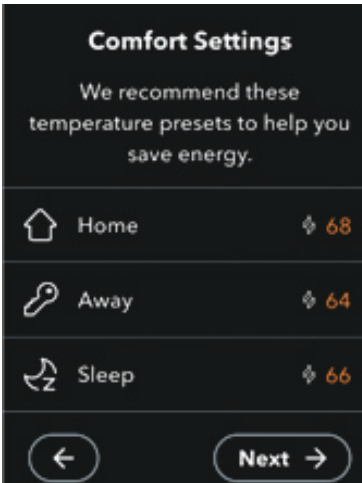 Comfort Settings
We recommend these
temperature presets to help you
save energy.
Home 68
Away 64
Sleep 66
Next